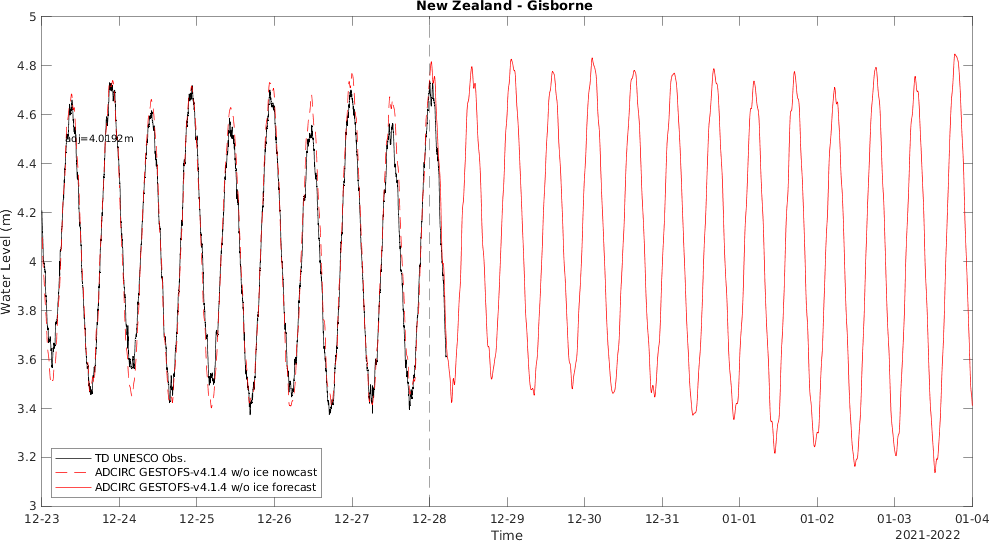 New Zealand - Gisborne
5
4.8
4.6
4.4
4.2
4
3.8
3.6
3.4
3.2
3
Water Level (m)
adj=4.0192m
TD UNESCO Obs.
ADCIRC GESTOFS-v4.1.4 w/o ice nowcast
ADCIRC GESTOFS-v4.1.4 w/o ice forecast
12-23 12-24 12-25 12-26 12-27 12-28 12-29 12-30 12-31 01-01 01-02 01-03 01-04
Time
2021-2022